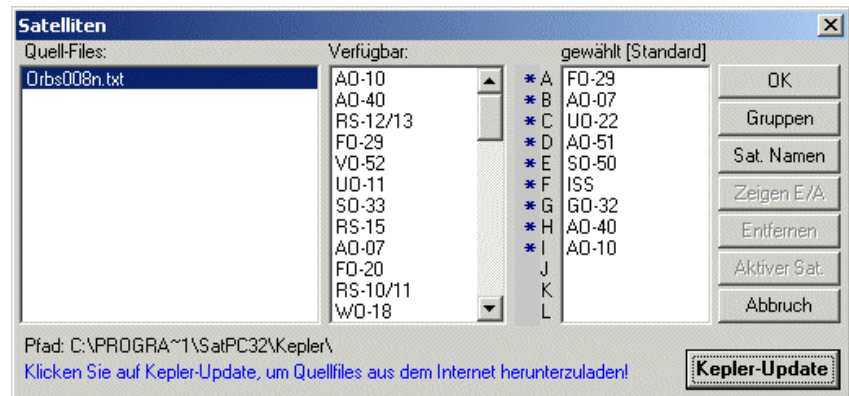 Satelliten
Quell-Files:
Orbs008n.txt
Verfügbar:
AO-10
AO-40
RS-12/13
FO-29
VO-52
UO-11
SO-33
RS-15
AO-07
FO-20
RS-10/11
WO-18
gewählt [Standard]
* A FO-29
* B AO-07
* C UO-22
* D AO-51
* E SO-50
* F ISS
* G GO-32
* H AO-40
* I AO-10
J
K
L
OK
Gruppen
Sat. Namen
Zeigen E/A
Entfernen
Aktiver Sat.
Abbruch
Pfad: C:\PROGRA~1\SatPC32\Kepler\
Klicken Sie auf Kepler-Update, um Quellfiles aus dem Internet herunterzuladen!
Kepler-Update